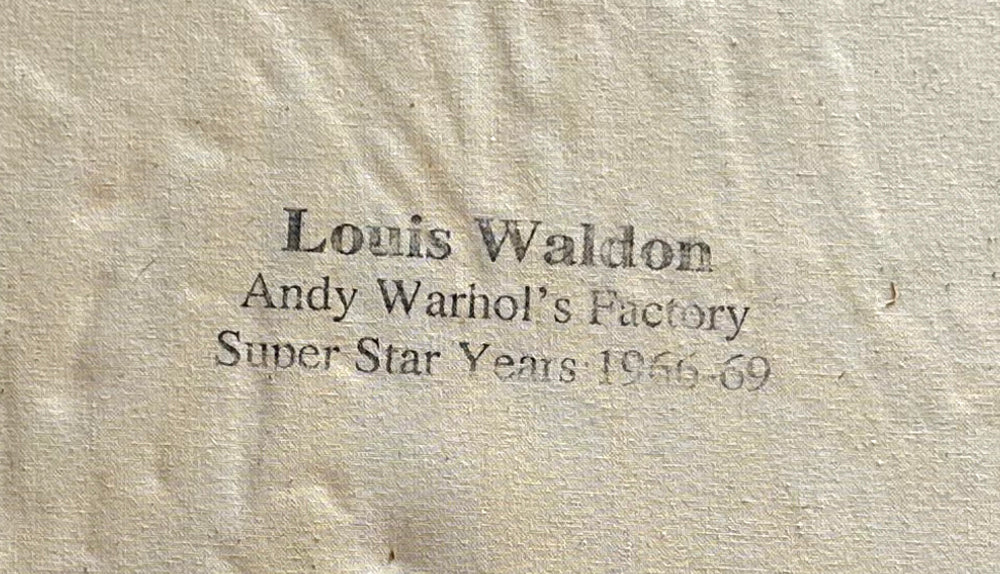 Louis Waldon
Andy Warhol's Factory
Super Star Years 1966-69